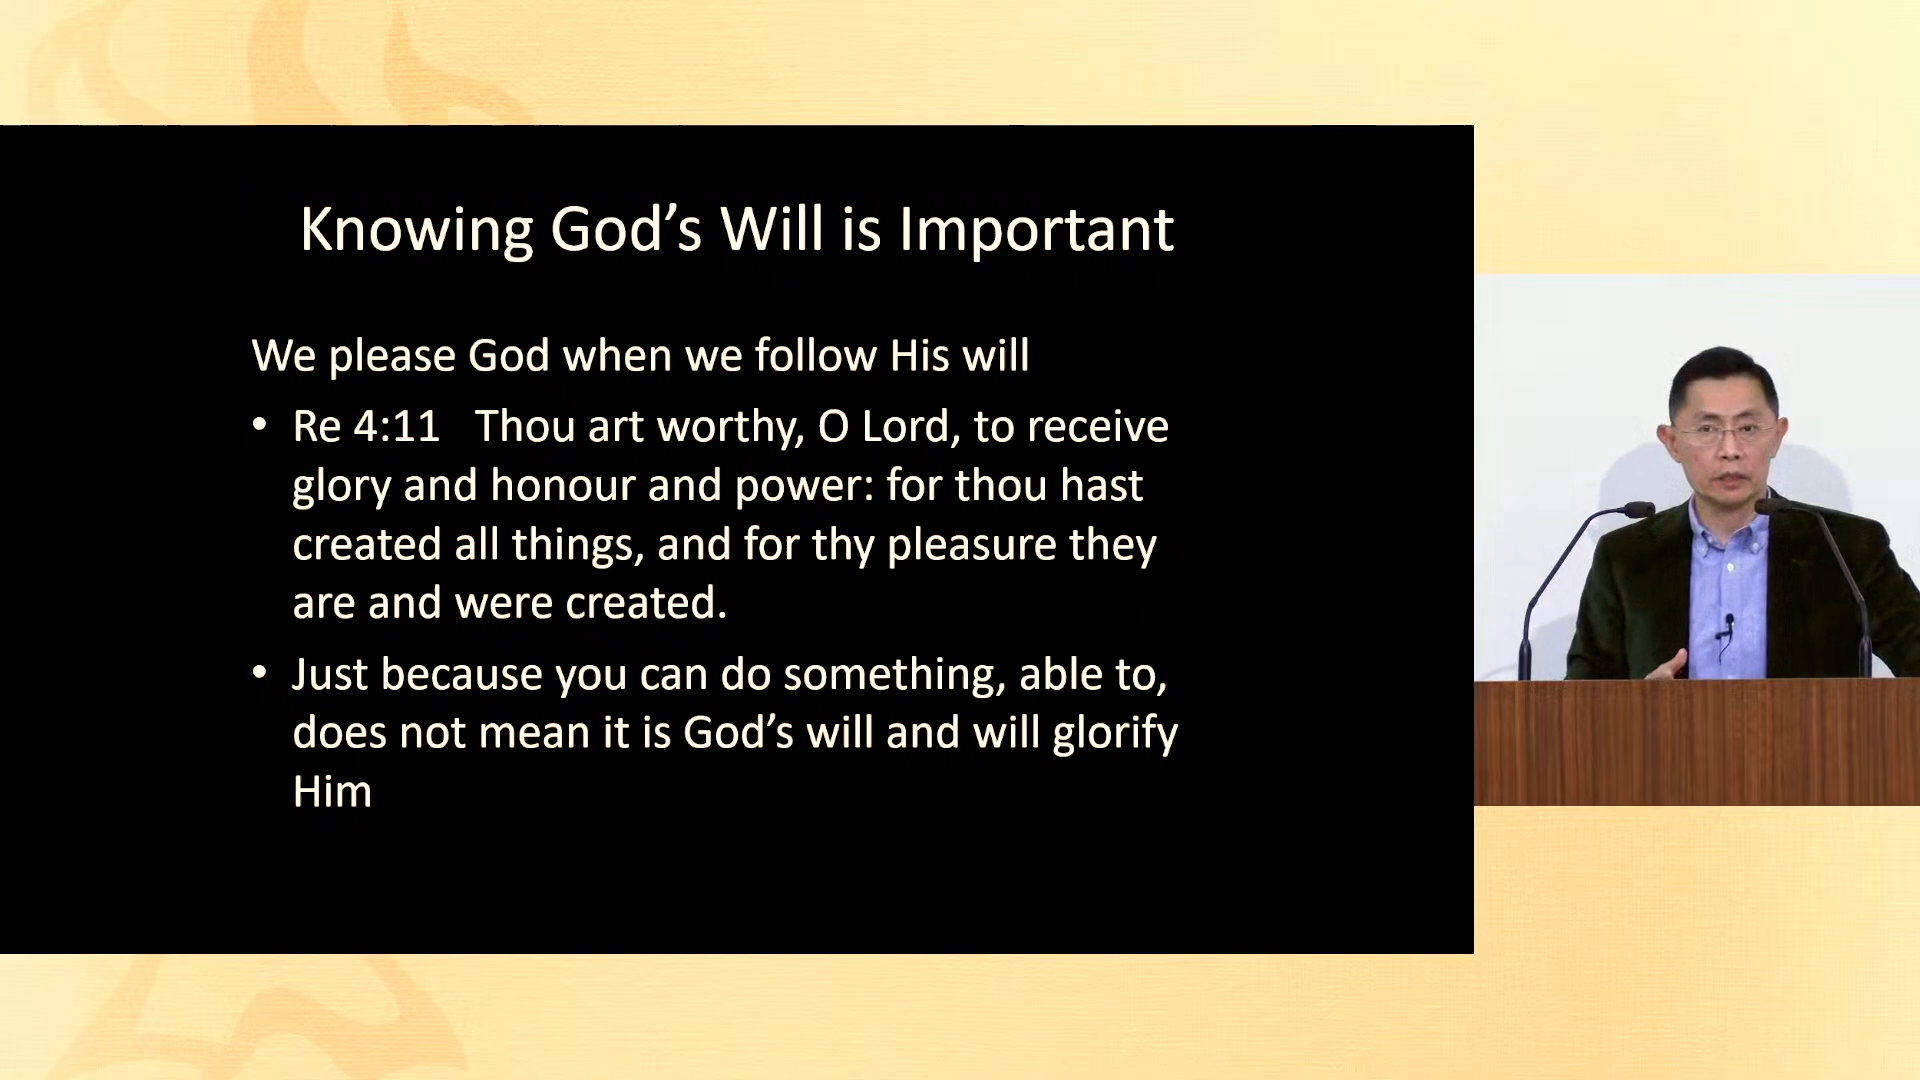 Knowing God’s Will is Important
We please God when we follow His will
• Re 4:11   Thou art worthy, O Lord, to receive
glory and honour and power: for thou hast
created all things, and for thy pleasure they
are and were created.
• Just because you can do something, able to,
does not mean it is God’s will and will glorify
Him